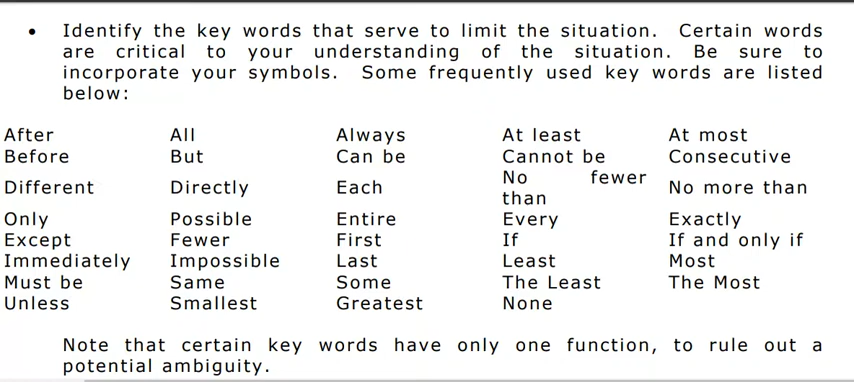 • Identify the key words that serve to limit the situation. Certain words
are critical to your understanding of the situation. Be sure to
incorporate your symbols. Some frequently used key words are listed
below:
After All Always At least At most
Before But Can be Cannot be Consecutive
Different Directly Each No fewer than No more than
Only Possible Entire Every Exactly
Except Fewer First If If and only if
Immediately Impossible Last Least Most
Must be Same Some The Least The Most
Unless Smallest Greatest None
Note that certain key words have only one function, to rule out a
potential ambiguity.